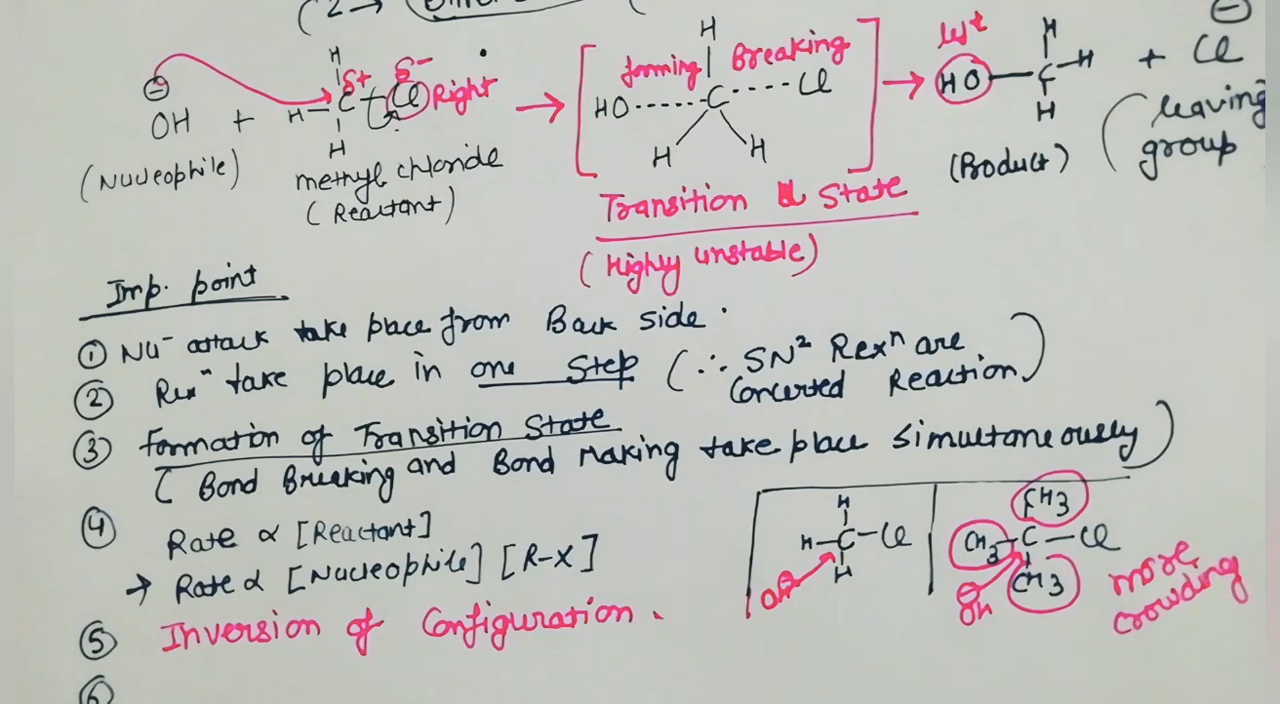 (2 →
⊖
OH + H–C–Cl H H δ+ δ- Right → [ HO------C----Cl H H H forming Breaking ] → HO–C–H H H left + Cl ⊖
(Nucleophile) methyl chloride (Product) (leaving group
(Reactant)
Transition State
(Highly unstable)
Imp. point
① Nu⁻ attack take place from Back side.
② Rexⁿ take place in one Step (∴ SN² Rexⁿ are
Concerted Reaction)
③ Formation of Transition State
( Bond Breaking and Bond Making take place simultaneously)
④ Rate ∝ [Reactant]
→ Rate ∝ [Nucleophile] [R-X]
H
H–C–Cl
H
OH⊖
CH3
CH3–C–Cl
CH3
⊖OH
more
crowding
⑤ Inversion of Configuration.
⑥